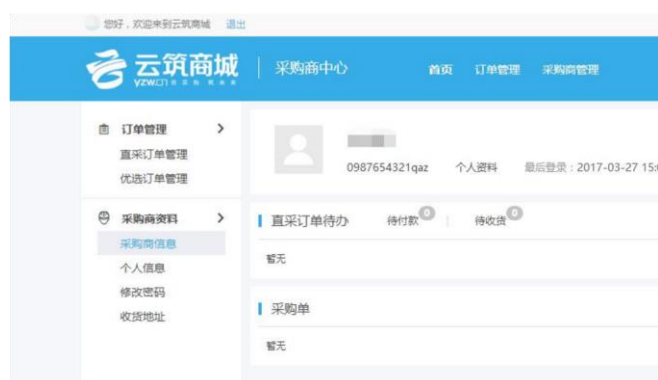 您好，欢迎来到云筑商城 退出
云筑商城 采购商中心 首页 订单管理 采购商管理
订单管理
直采订单管理
优选订单管理
采购商资料
采购商信息
个人信息
修改密码
收货地址
0987654321qaz 个人资料 最后登录：2017-03-27 15:
直采订单待办 待付款 0 待收货 0
暂无
采购单
暂无